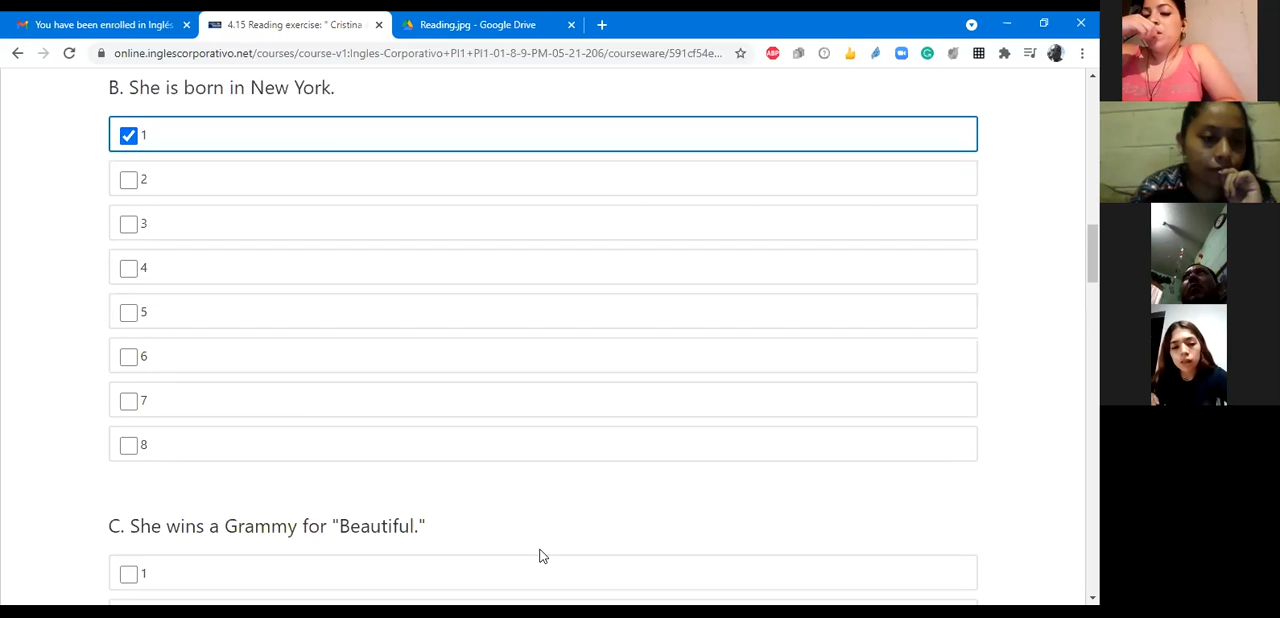 You have been enrolled in Inglés
4.15 Reading exercise: " Cristina
Reading.jpg - Google Drive
online.inglescorporativo.net/courses/course-v1:Ingles-Corporativo+PI1+PI1-01-8-9-PM-05-21-206/courseware/591cf54e...
ABP
B. She is born in New York.
1
2
3
4
5
6
7
8
C. She wins a Grammy for "Beautiful."
1